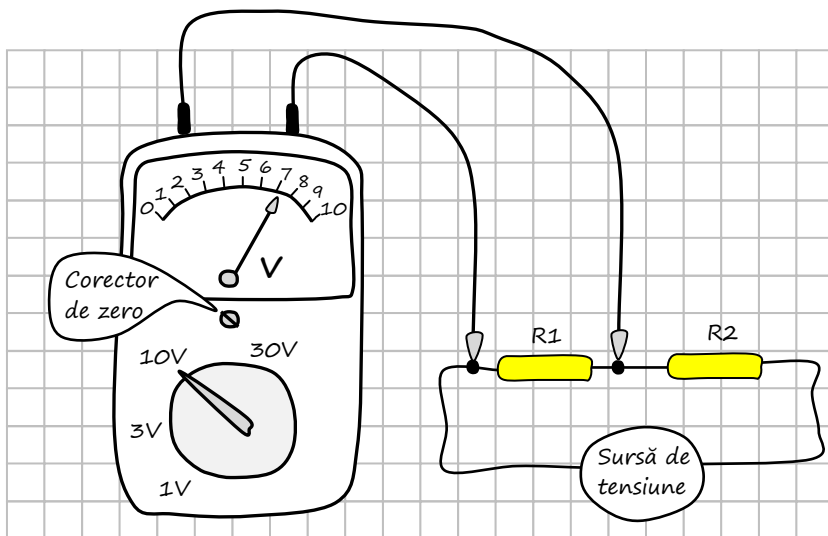 0 1 2 3 4 5 6 7 8 9 10
V
Corector
de zero
10V
30V
3V
1V
R1
R2
Sursă de
tensiune